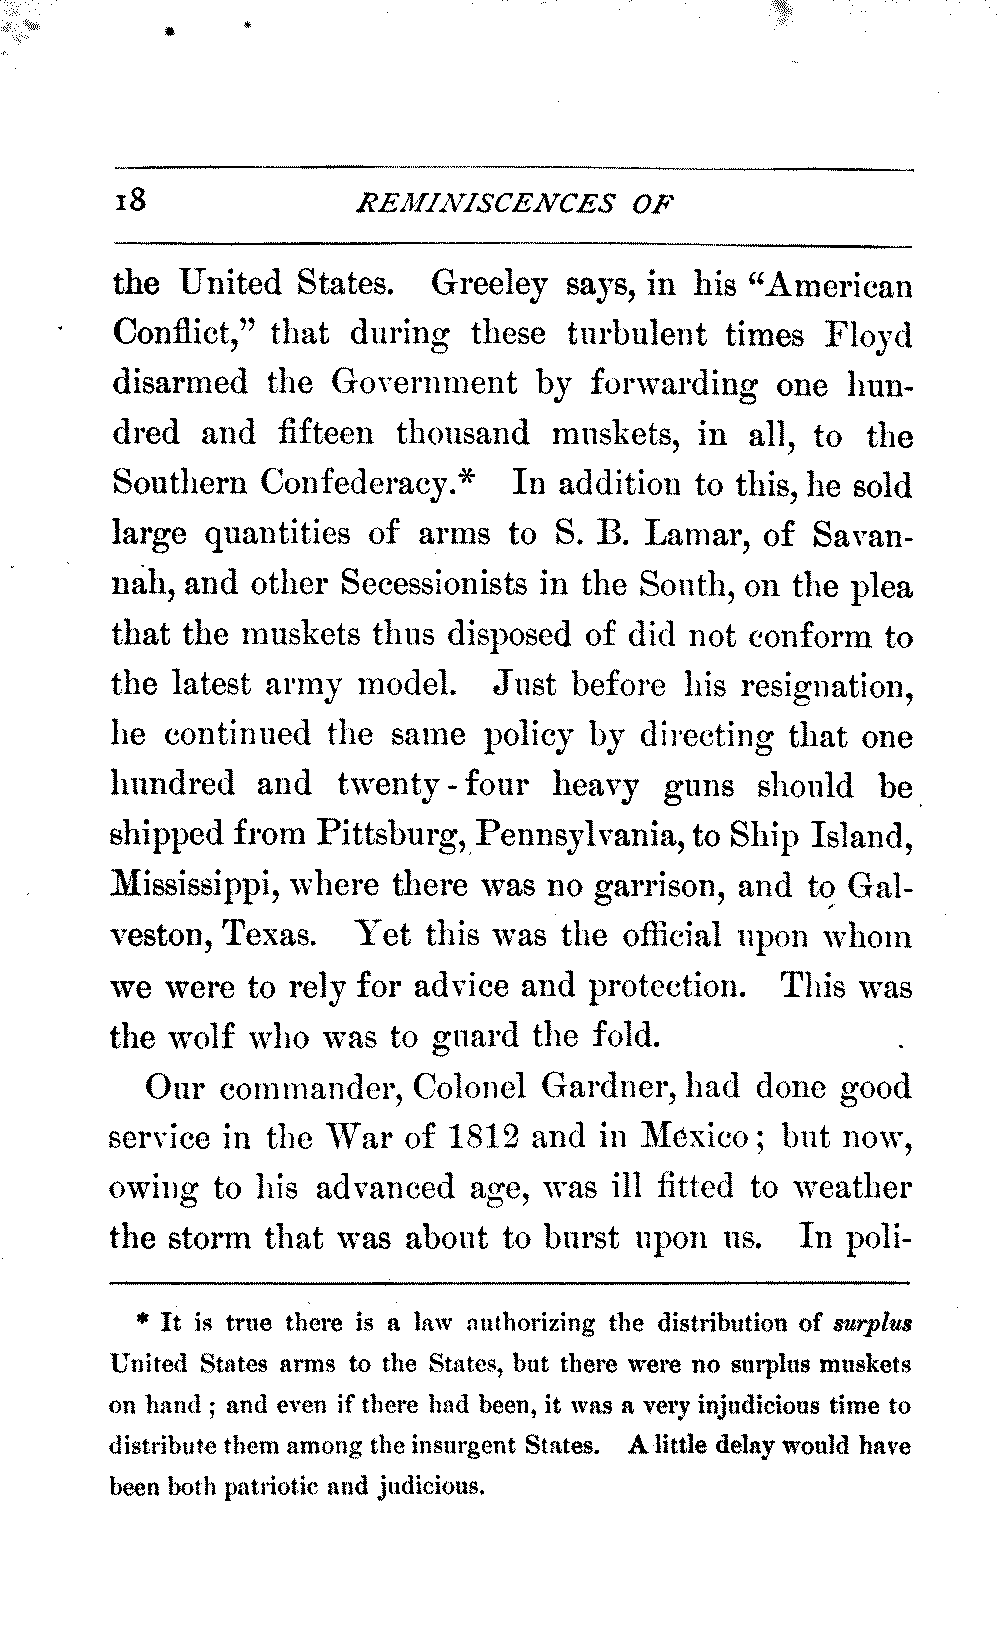 18 REMINISCENCES OF
the United States. Greeley says, in his “American
Conflict,” that during these turbulent times Floyd
disarmed the Government by forwarding one hun-
dred and fifteen thousand muskets, in all, to the
Southern Confederacy.* In addition to this, he sold
large quantities of arms to S. B. Lamar, of Savan-
nah, and other Secessionists in the South, on the plea
that the muskets thus disposed of did not conform to
the latest army model. Just before his resignation,
he continued the same policy by directing that one
hundred and twenty-four heavy guns should be
shipped from Pittsburg, Pennsylvania, to Ship Island,
Mississippi, where there was no garrison, and to Gal-
veston, Texas. Yet this was the official upon whom
we were to rely for advice and protection. This was
the wolf who was to guard the fold.
Our commander, Colonel Gardner, had done good
service in the War of 1812 and in Mexico; but now,
owing to his advanced age, was ill fitted to weather
the storm that was about to burst upon us. In poli-
* It is true there is a law authorizing the distribution of surplus
United States arms to the States, but there were no surplus muskets
on hand; and even if there had been, it was a very injudicious time to
distribute them among the insurgent States. A little delay would have
been both patriotic and judicious.